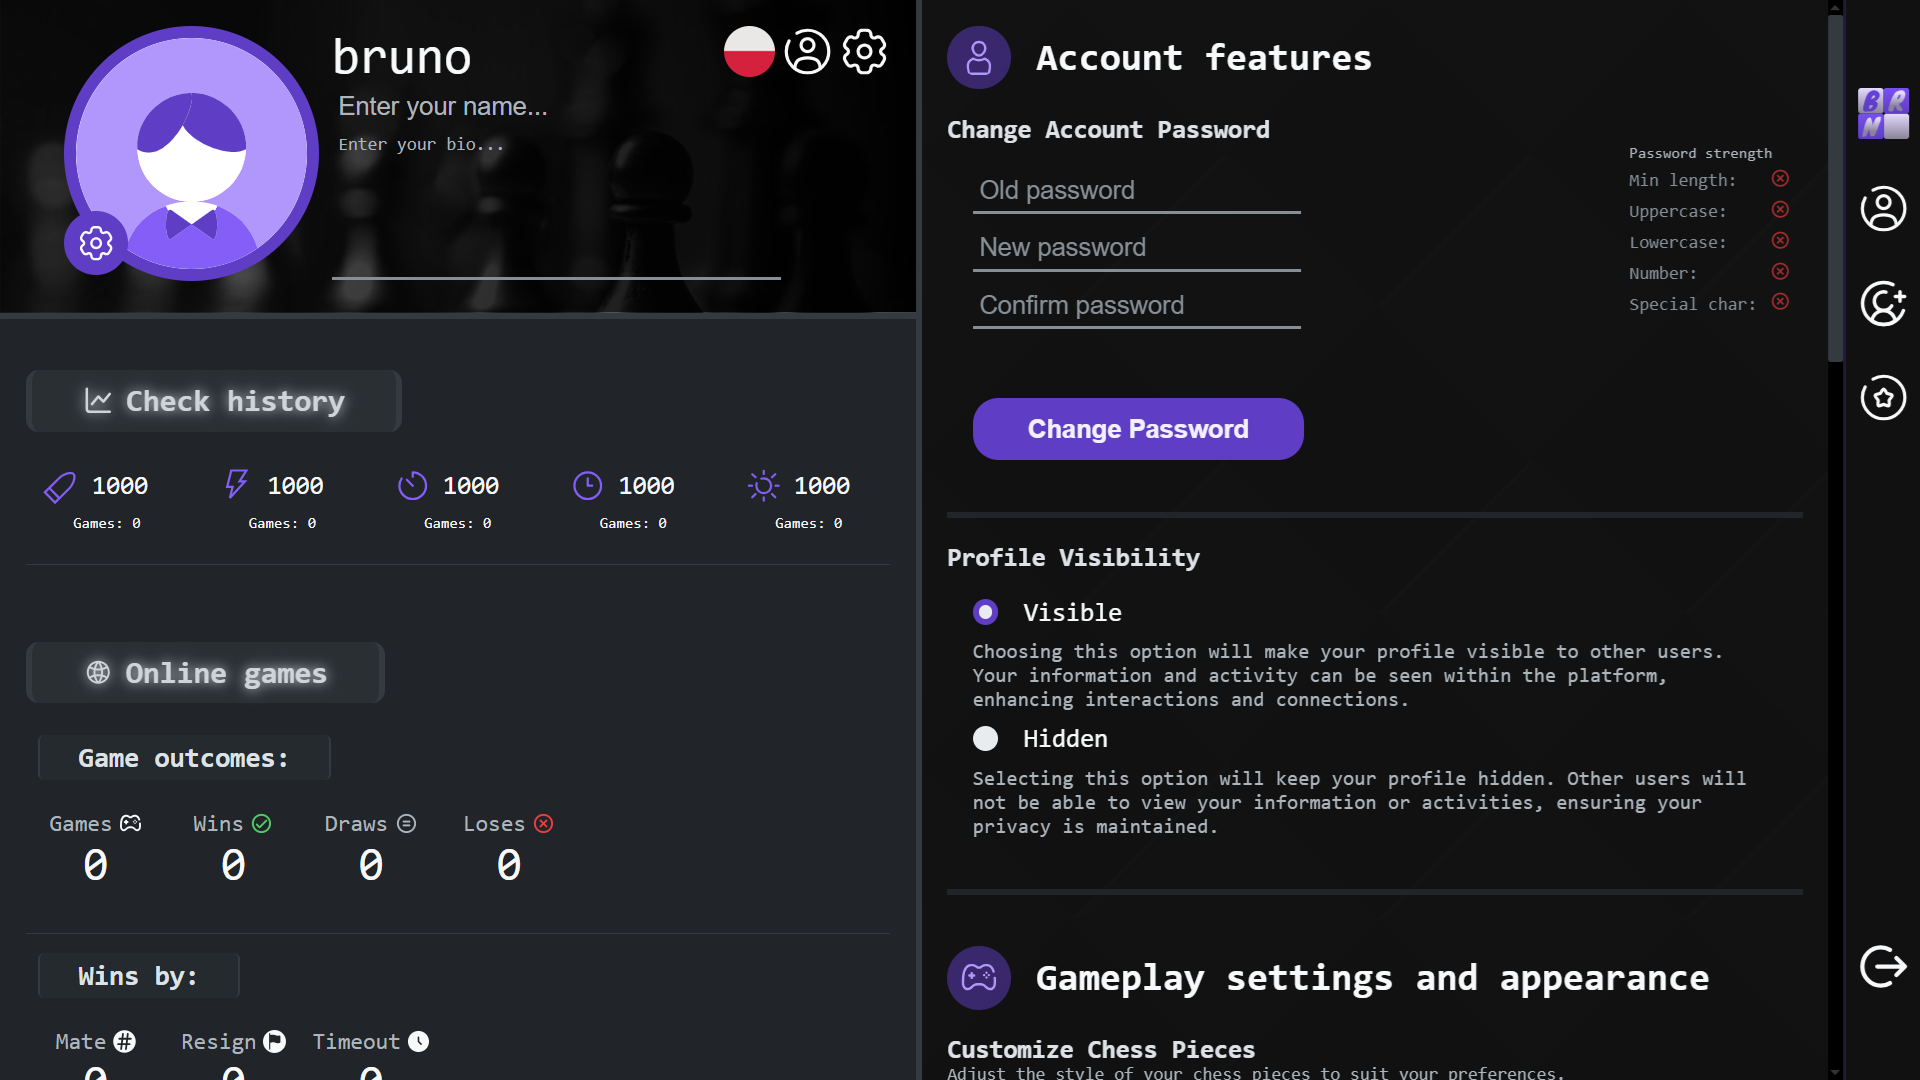 bruno
Enter your name...
Enter your bio...
Check history
1000
1000
1000
1000
1000
Games: 0
Games: 0
Games: 0
Games: 0
Games: 0
Online games
Game outcomes:
Games
Wins
Draws
Loses
0
0
0
0
Wins by:
Mate
Resign
Timeout
0
0
0
Account features
Change Account Password
Old password
New password
Confirm password
Password strength
Min length:
Uppercase:
Lowercase:
Number:
Special char:
Change Password
Profile Visibility
Visible
Choosing this option will make your profile visible to other users.
Your information and activity can be seen within the platform,
enhancing interactions and connections.
Hidden
Selecting this option will keep your profile hidden. Other users will
not be able to view your information or activities, ensuring your
privacy is maintained.
Gameplay settings and appearance
Customize Chess Pieces
Adjust the style of your chess pieces to suit your preferences.
B R
N